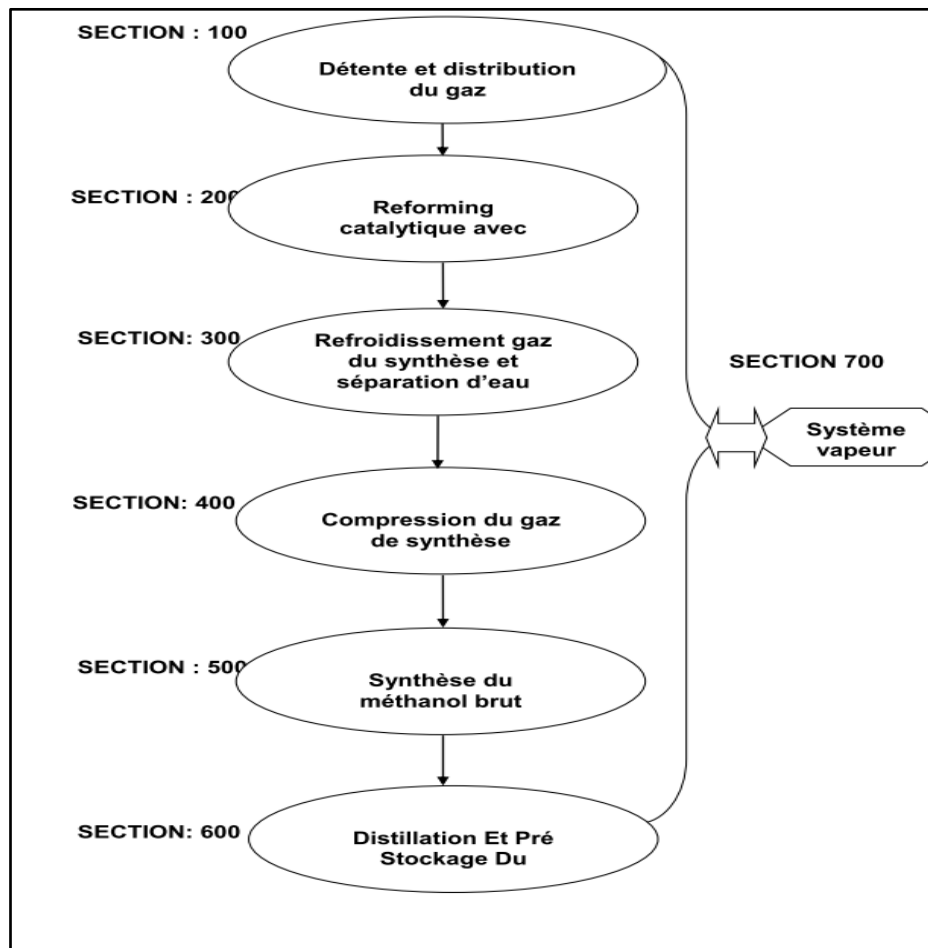 SECTION : 100
Détente et distribution
du gaz
SECTION : 200
Reforming
catalytique avec
SECTION: 300
Refroidissement gaz
du synthèse et
séparation d'eau
SECTION 700
Système
vapeur
SECTION: 400
Compression du gaz
de synthèse
SECTION : 500
Synthèse du
méthanol brut
SECTION: 600
Distillation Et Pré
Stockage Du